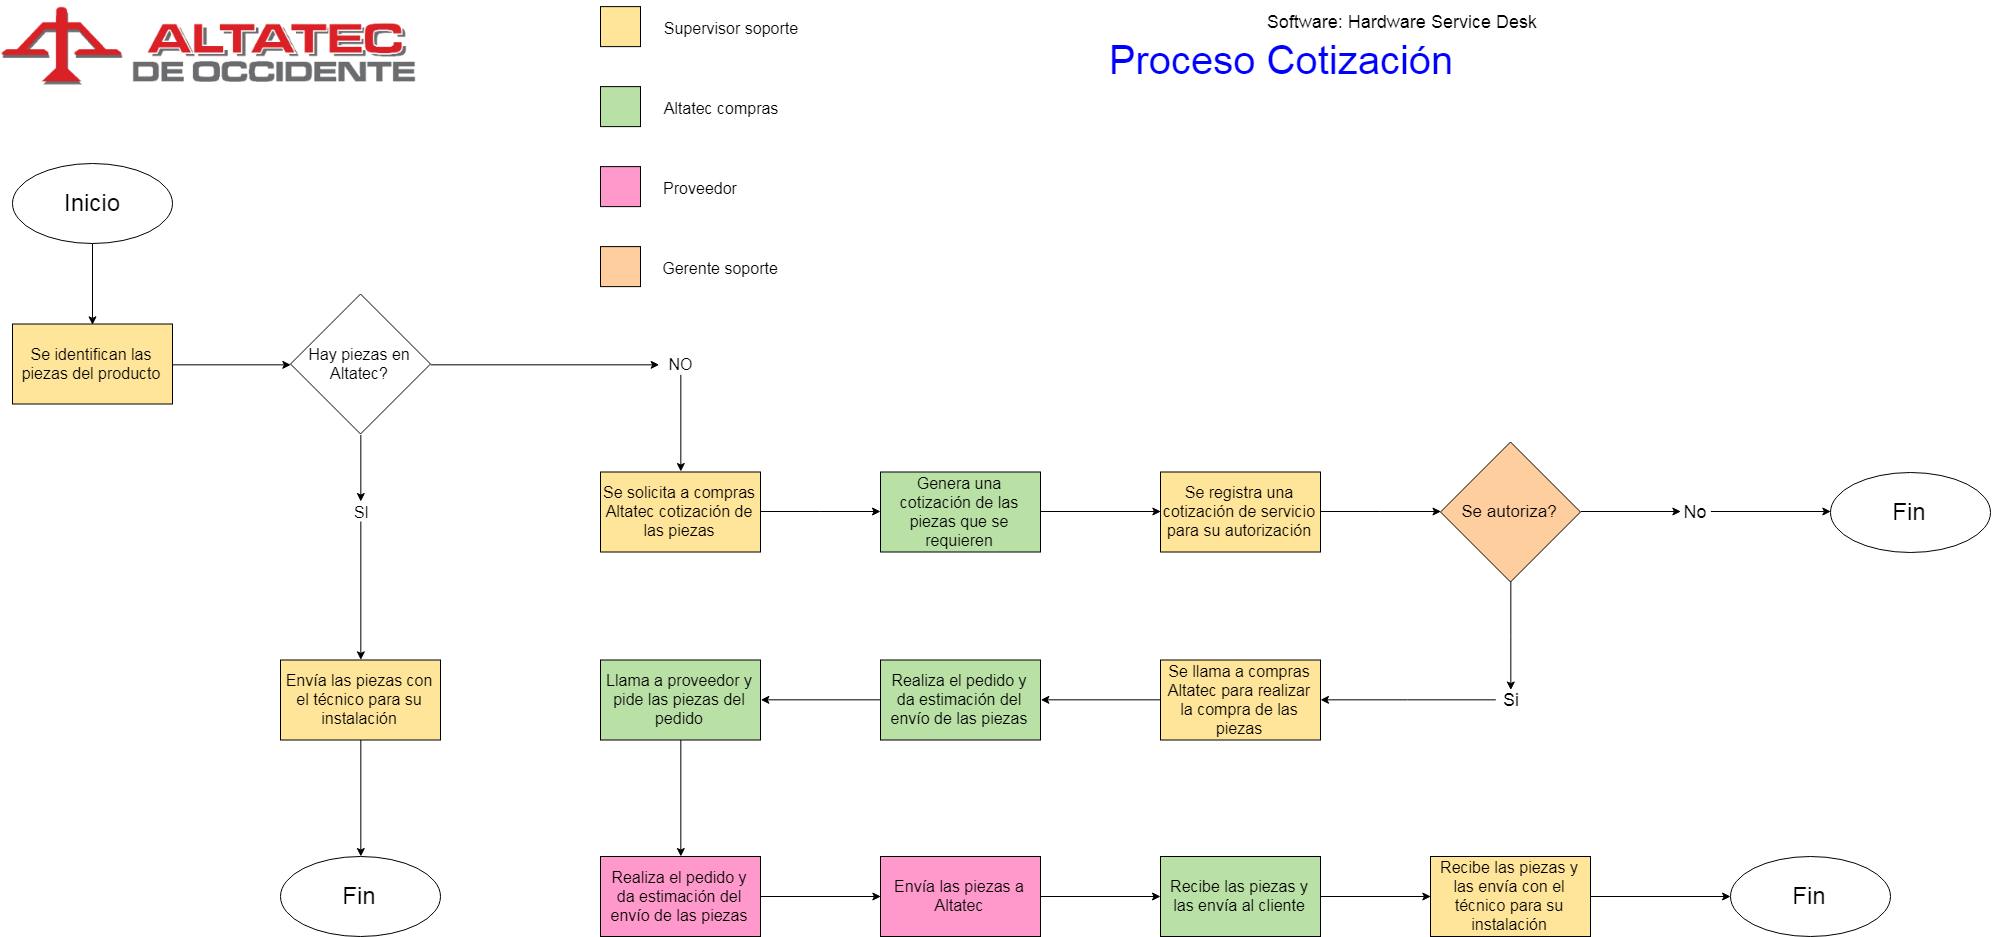 ALTATEC
DE OCCIDENTE
Supervisor soporte
Altatec compras
Proveedor
Gerente soporte
Software: Hardware Service Desk
Proceso Cotización
Inicio
Se identifican las
piezas del producto
Hay piezas en
Altatec?
NO
SI
Se solicita a compras
Altatec cotización de
las piezas
Genera una
cotización de las
piezas que se
requieren
Se registra una
cotización de servicio
para su autorización
Se autoriza?
No
Fin
Envía las piezas con
el técnico para su
instalación
Llama a proveedor y
pide las piezas del
pedido
Realiza el pedido y
da estimación del
envío de las piezas
Se llama a compras
Altatec para realizar
la compra de las
piezas
Si
Fin
Realiza el pedido y
da estimación del
envío de las piezas
Envía las piezas a
Altatec
Recibe las piezas y
las envía al cliente
Recibe las piezas y
las envía con el
técnico para su
instalación
Fin